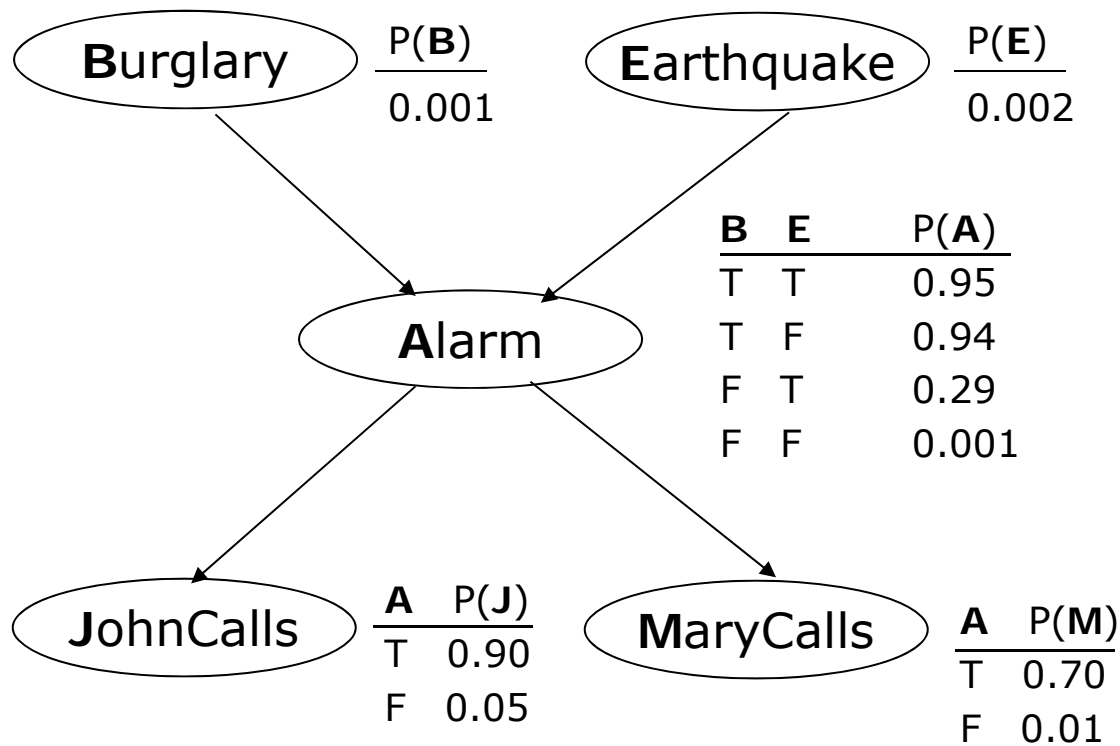 Burglary
P(B)
0.001
Earthquake
P(E)
0.002
B E P(A)
T T 0.95
T F 0.94
F T 0.29
F F 0.001
Alarm
JohnCalls
A P(J)
T 0.90
F 0.05
MaryCalls
A P(M)
T 0.70
F 0.01